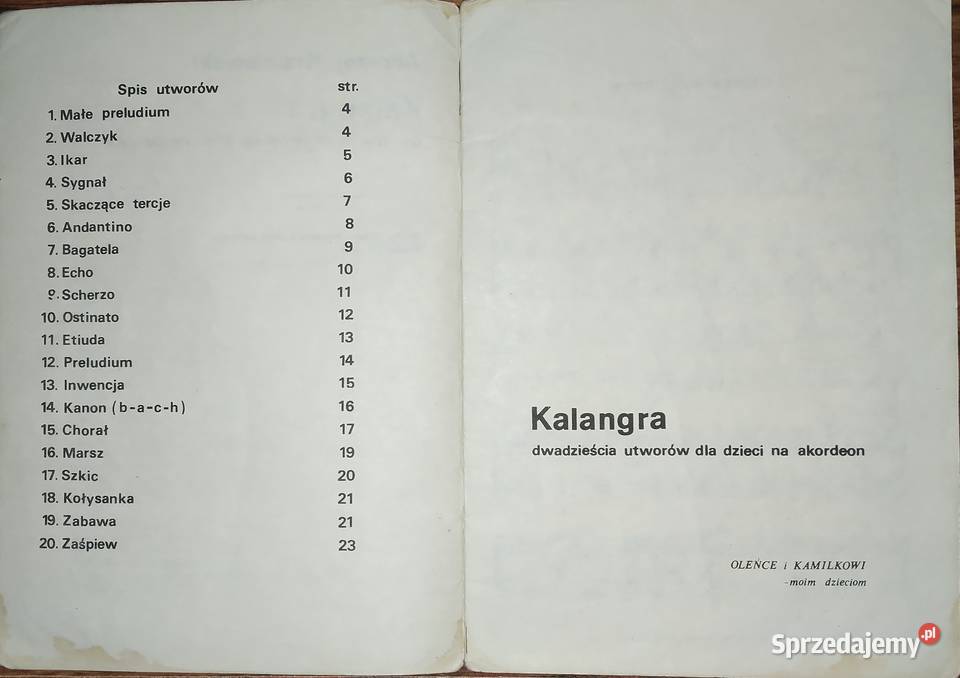 Spis utworów str.
1. Małe preludium 4
2. Walczyk 4
3. Ikar 5
4. Sygnał 6
5. Skaczące tercje 7
6. Andantino 8
7. Bagatela 9
8. Echo 10
9. Scherzo 11
10. Ostinato 12
11. Etiuda 13
12. Preludium 14
13. Inwencja 15
14. Kanon (b-a-c-h) 16
15. Chorał 17
16. Marsz 19
17. Szkic 20
18. Kołysanka 21
19. Zabawa 21
20. Zaśpiew 23
Kalangra
dwadzieścia utworów dla dzieci na akordeon
OLEŃCE i KAMILKOWI
-moim dzieciom
Sprzedajemy.pl